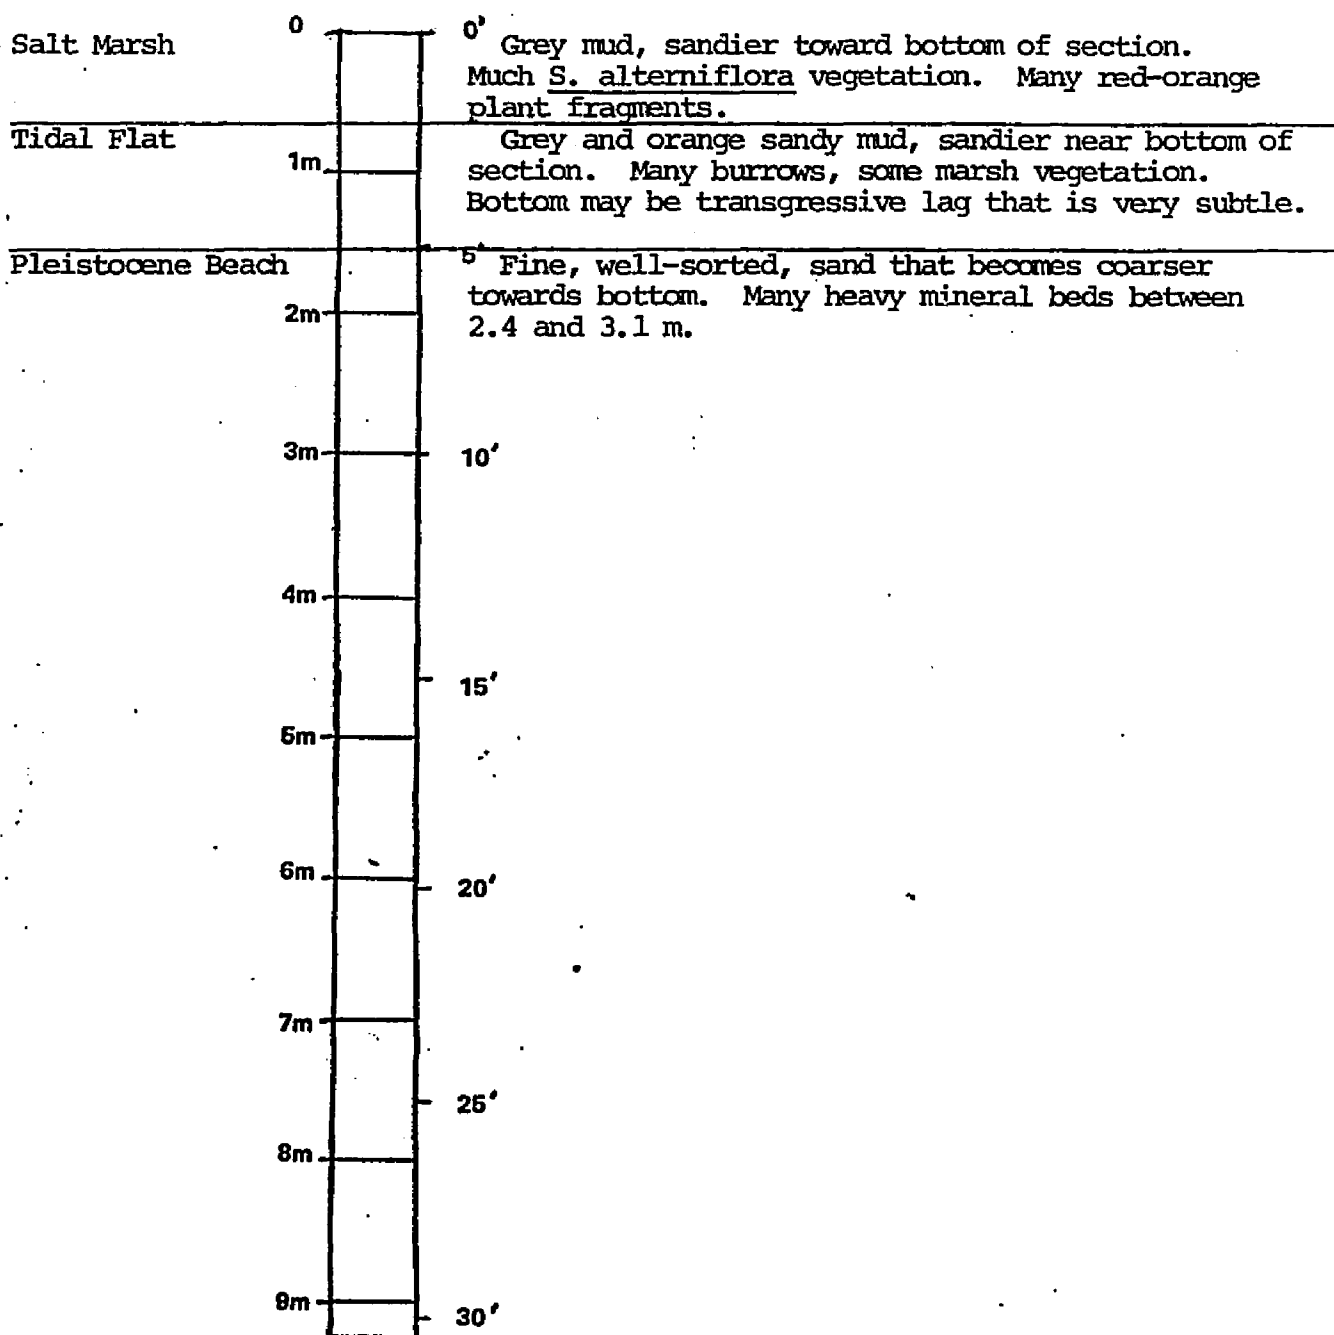 0 0'
Salt Marsh
Grey mud, sandier toward bottom of section.
Much S. alterniflora vegetation. Many red-orange
plant fragments.
Tidal Flat
Grey and orange sandy mud, sandier near bottom of
1m
section. Many burrows, some marsh vegetation.
Bottom may be transgressive lag that is very subtle.
5'
Pleistocene Beach
Fine, well-sorted, sand that becomes coarser
towards bottom. Many heavy mineral beds between
2m
2.4 and 3.1 m.
3m 10'
4m
15'
5m
6m
20'
7m
25'
8m
9m
30'